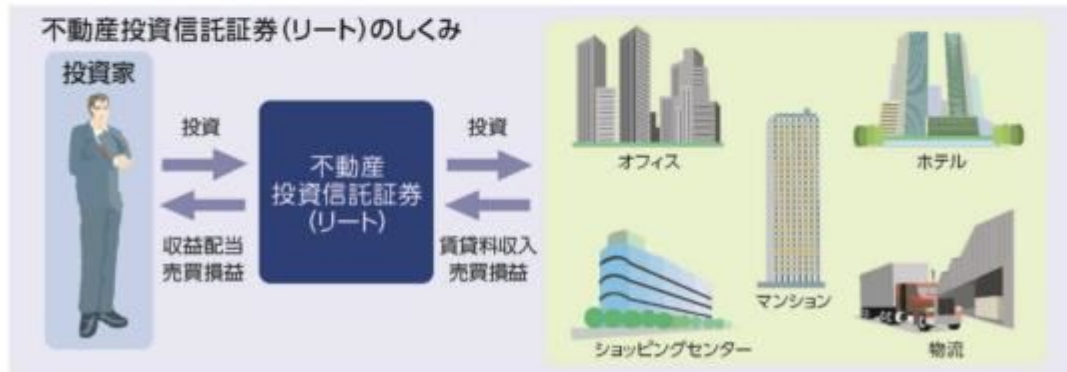 不動産投資信託証券(リート)のしくみ
投資家
投資
収益配当
売買損益
不動産
投資信託証券
(リート)
投資
賃貸料収入
売買損益
オフィス
ホテル
マンション
ショッピングセンター
物流